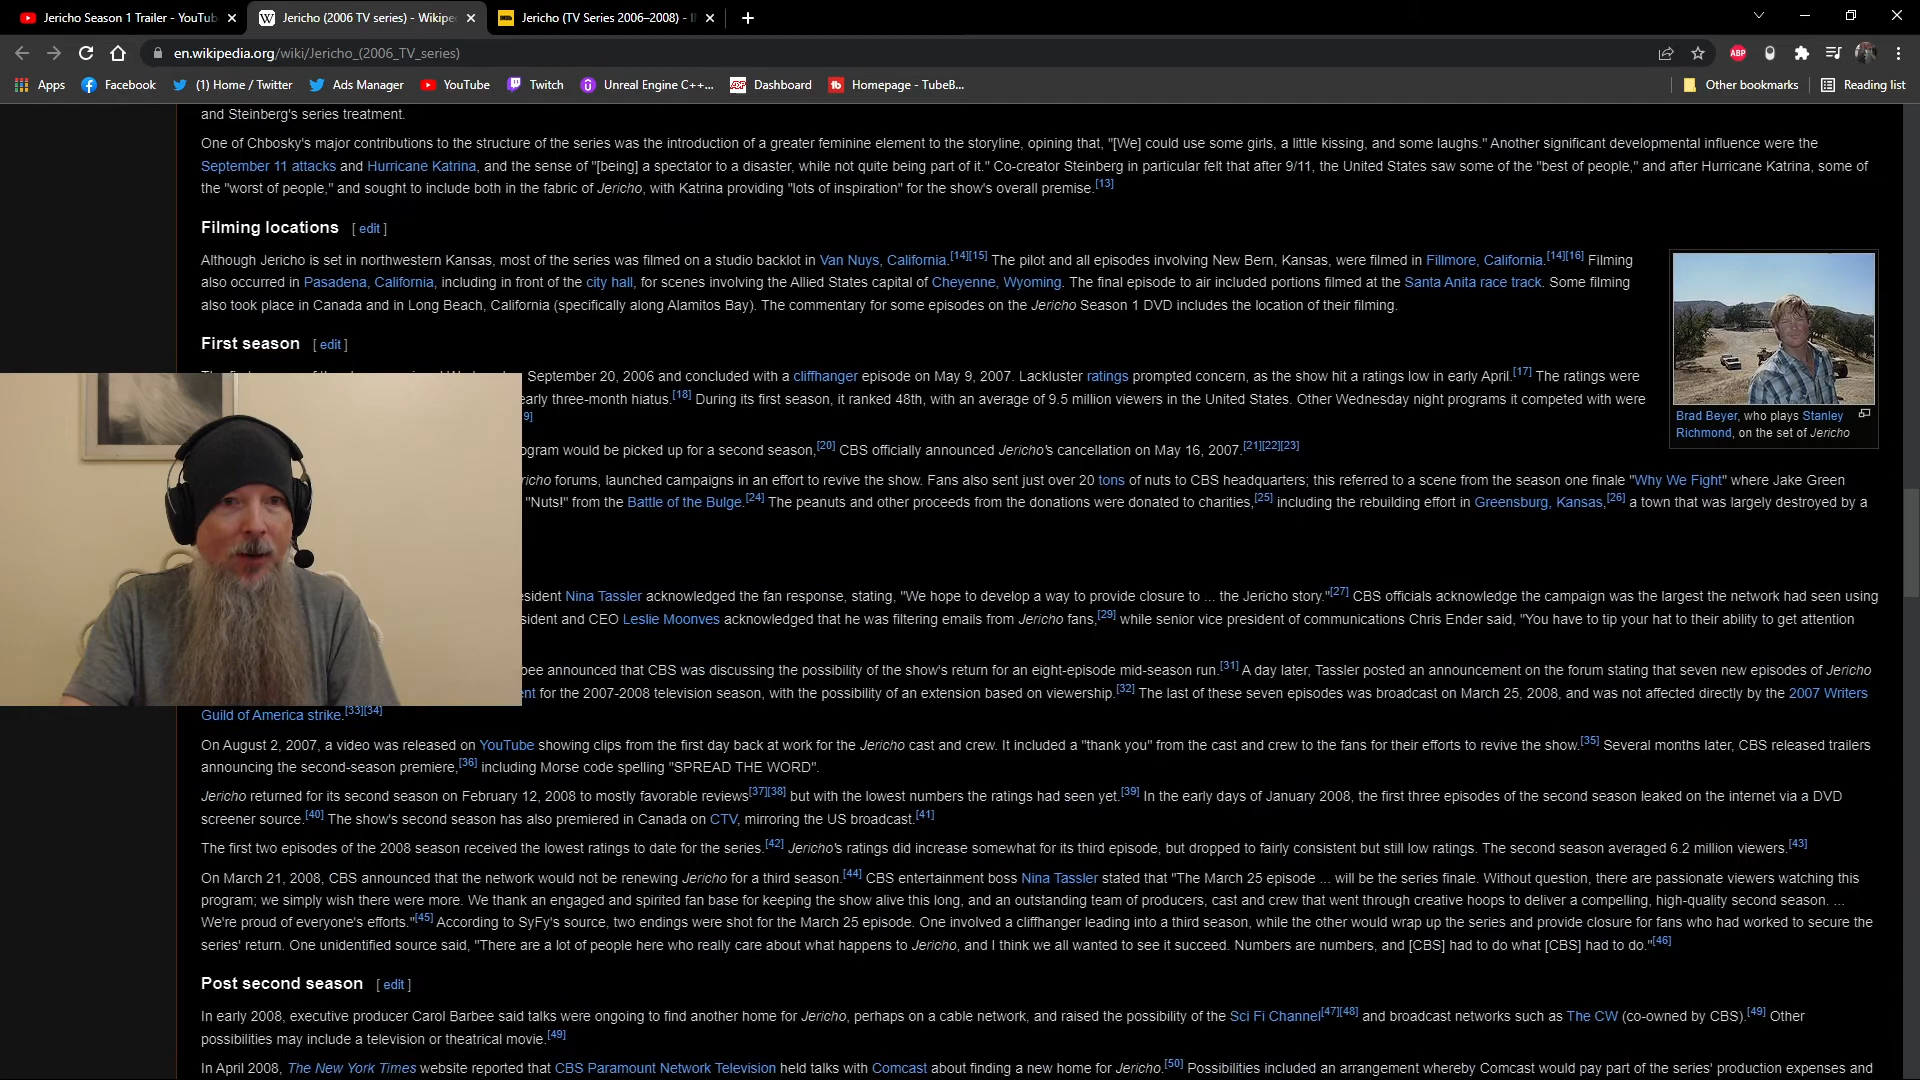 Jericho Season 1 Trailer - YouTub
Jericho (2006 TV series) - Wikipe
Jericho (TV Series 2006–2008) - I
en.wikipedia.org/wiki/Jericho_(2006_TV_series)
Apps Facebook (1) Home / Twitter Ads Manager YouTube Twitch Unreal Engine C++... Dashboard Homepage - TubeB... Other bookmarks Reading list
ABP
and Steinberg's series treatment.
One of Chbosky's major contributions to the structure of the series was the introduction of a greater feminine element to the storyline, opining that, "[We] could use some girls, a little kissing, and some laughs." Another significant developmental influence were the
September 11 attacks and Hurricane Katrina, and the sense of "[being] a spectator to a disaster, while not quite being part of it." Co-creator Steinberg in particular felt that after 9/11, the United States saw some of the "best of people," and after Hurricane Katrina, some of
the "worst of people," and sought to include both in the fabric of Jericho, with Katrina providing "lots of inspiration" for the show's overall premise.[13]
Filming locations [ edit ]
Although Jericho is set in northwestern Kansas, most of the series was filmed on a studio backlot in Van Nuys, California.[14][15] The pilot and all episodes involving New Bern, Kansas, were filmed in Fillmore, California.[14][16] Filming
also occurred in Pasadena, California, including in front of the city hall, for scenes involving the Allied States capital of Cheyenne, Wyoming. The final episode to air included portions filmed at the Santa Anita race track. Some filming
also took place in Canada and in Long Beach, California (specifically along Alamitos Bay). The commentary for some episodes on the Jericho Season 1 DVD includes the location of their filming.
First season [ edit ]
September 20, 2006 and concluded with a cliffhanger episode on May 9, 2007. Lackluster ratings prompted concern, as the show hit a ratings low in early April.[17] The ratings were
early three-month hiatus.[18] During its first season, it ranked 48th, with an average of 9.5 million viewers in the United States. Other Wednesday night programs it competed with were
9]
Brad Beyer, who plays Stanley
Richmond, on the set of Jericho
ogram would be picked up for a second season,[20] CBS officially announced Jericho's cancellation on May 16, 2007.[21][22][23]
richo forums, launched campaigns in an effort to revive the show. Fans also sent just over 20 tons of nuts to CBS headquarters; this referred to a scene from the season one finale "Why We Fight" where Jake Green
"Nuts!" from the Battle of the Bulge.[24] The peanuts and other proceeds from the donations were donated to charities,[25] including the rebuilding effort in Greensburg, Kansas,[26] a town that was largely destroyed by a
sident Nina Tassler acknowledged the fan response, stating, "We hope to develop a way to provide closure to ... the Jericho story."[27] CBS officials acknowledge the campaign was the largest the network had seen using
sident and CEO Leslie Moonves acknowledged that he was filtering emails from Jericho fans,[29] while senior vice president of communications Chris Ender said, "You have to tip your hat to their ability to get attention
bee announced that CBS was discussing the possibility of the show's return for an eight-episode mid-season run.[31] A day later, Tassler posted an announcement on the forum stating that seven new episodes of Jericho
nt for the 2007-2008 television season, with the possibility of an extension based on viewership.[32] The last of these seven episodes was broadcast on March 25, 2008, and was not affected directly by the 2007 Writers
Guild of America strike.[33][34]
On August 2, 2007, a video was released on YouTube showing clips from the first day back at work for the Jericho cast and crew. It included a "thank you" from the cast and crew to the fans for their efforts to revive the show.[35] Several months later, CBS released trailers
announcing the second-season premiere,[36] including Morse code spelling "SPREAD THE WORD".
Jericho returned for its second season on February 12, 2008 to mostly favorable reviews[37][38] but with the lowest numbers the ratings had seen yet.[39] In the early days of January 2008, the first three episodes of the second season leaked on the internet via a DVD
screener source.[40] The show's second season has also premiered in Canada on CTV, mirroring the US broadcast.[41]
The first two episodes of the 2008 season received the lowest ratings to date for the series.[42] Jericho's ratings did increase somewhat for its third episode, but dropped to fairly consistent but still low ratings. The second season averaged 6.2 million viewers.[43]
On March 21, 2008, CBS announced that the network would not be renewing Jericho for a third season.[44] CBS entertainment boss Nina Tassler stated that "The March 25 episode ... will be the series finale. Without question, there are passionate viewers watching this
program; we simply wish there were more. We thank an engaged and spirited fan base for keeping the show alive this long, and an outstanding team of producers, cast and crew that went through creative hoops to deliver a compelling, high-quality second season. ...
We're proud of everyone's efforts."[45] According to SyFy's source, two endings were shot for the March 25 episode. One involved a cliffhanger leading into a third season, while the other would wrap up the series and provide closure for fans who had worked to secure the
series' return. One unidentified source said, "There are a lot of people here who really care about what happens to Jericho, and I think we all wanted to see it succeed. Numbers are numbers, and [CBS] had to do what [CBS] had to do."[46]
Post second season [ edit ]
In early 2008, executive producer Carol Barbee said talks were ongoing to find another home for Jericho, perhaps on a cable network, and raised the possibility of the Sci Fi Channel[47][48] and broadcast networks such as The CW (co-owned by CBS).[49] Other
possibilities may include a television or theatrical movie.[49]
In April 2008, The New York Times website reported that CBS Paramount Network Television held talks with Comcast about finding a new home for Jericho.[50] Possibilities included an arrangement whereby Comcast would pay part of the series' production expenses and